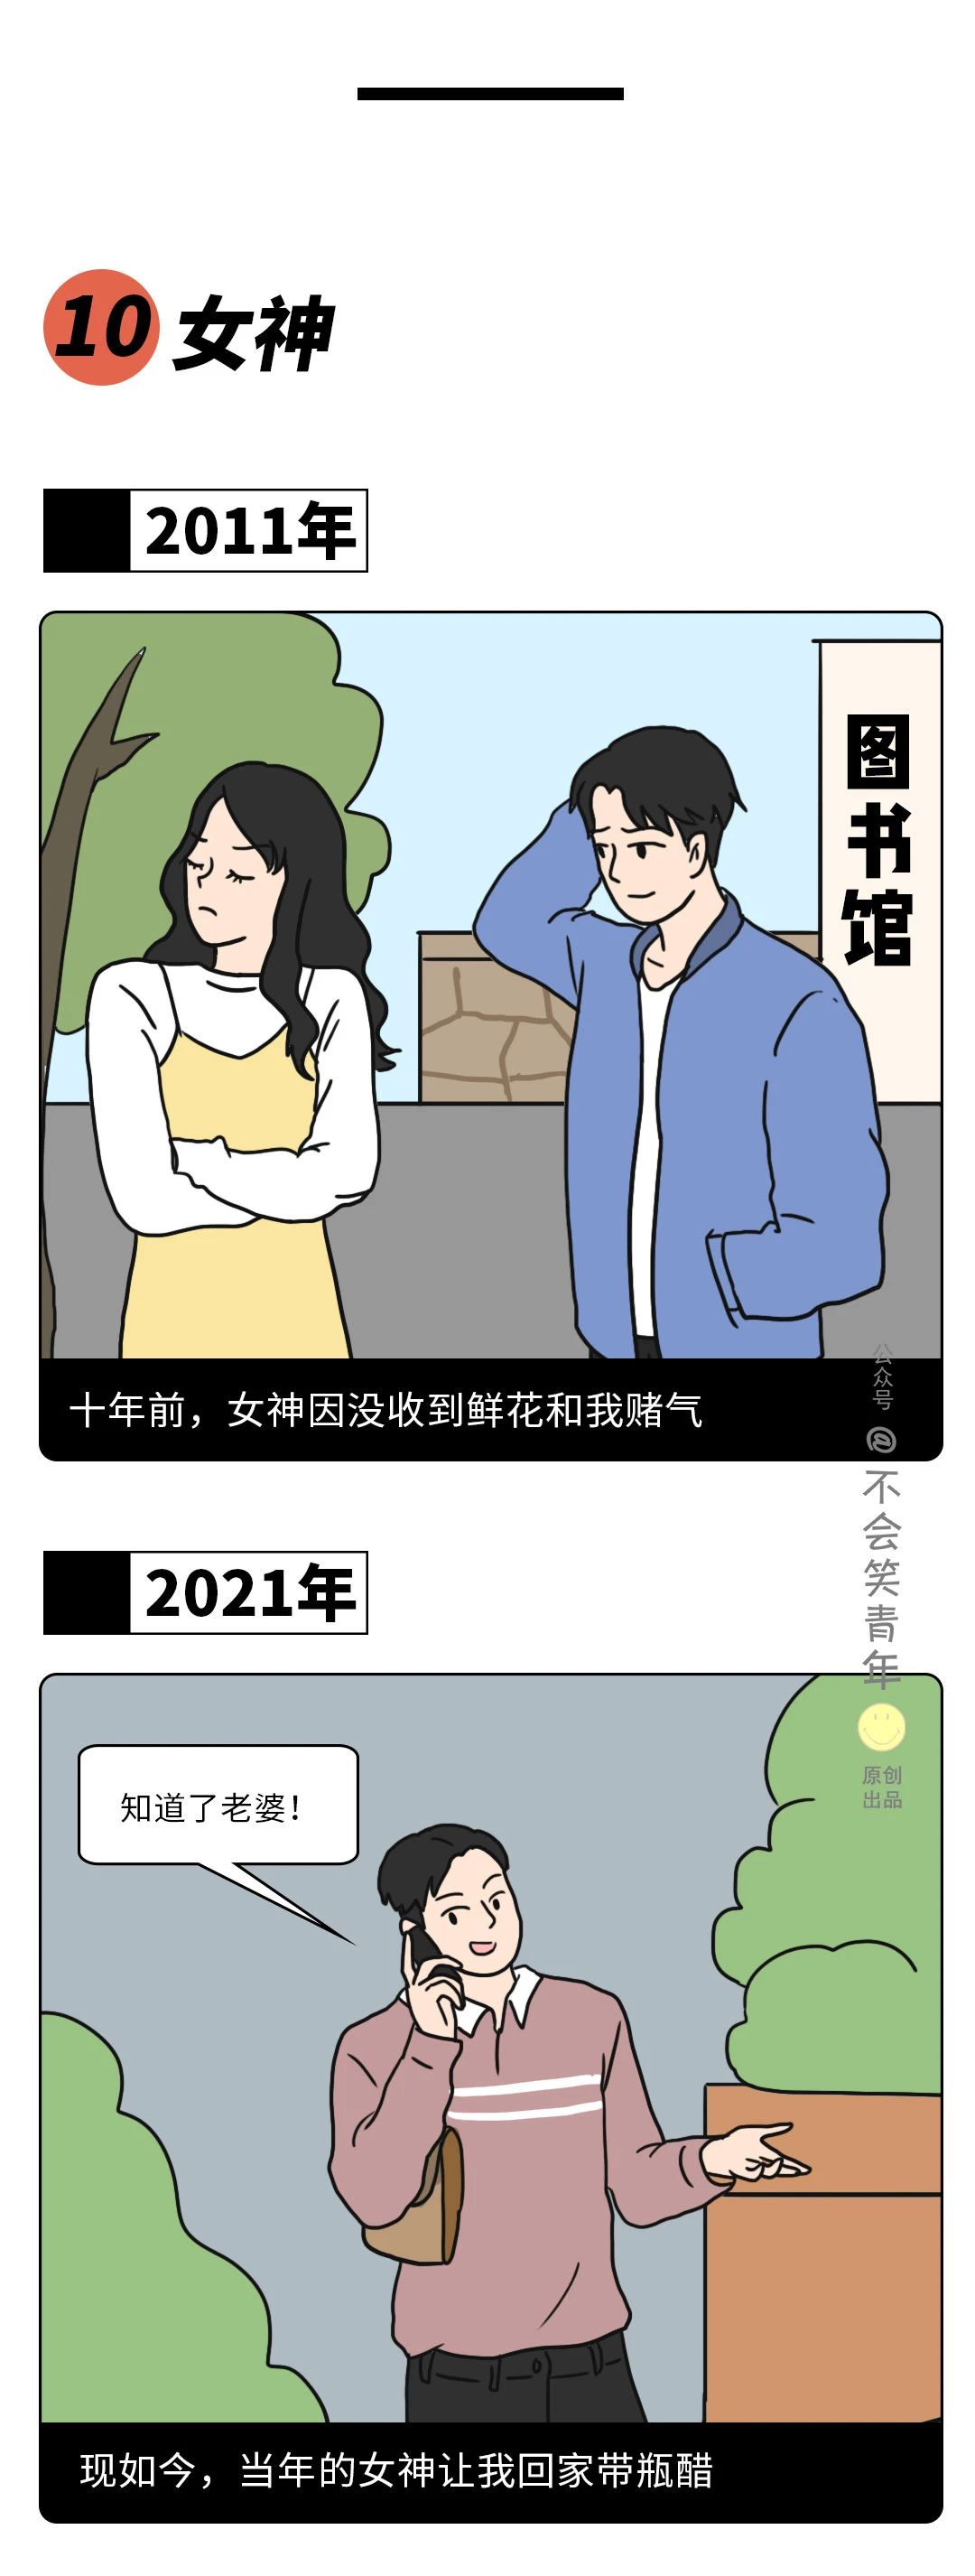 10 女神
2011年
图书馆
十年前，女神因没收到鲜花和我赌气
公众号
@不会笑青年
原创
出品
2021年
知道了老婆！
现如今，当年的女神让我回家带瓶醋